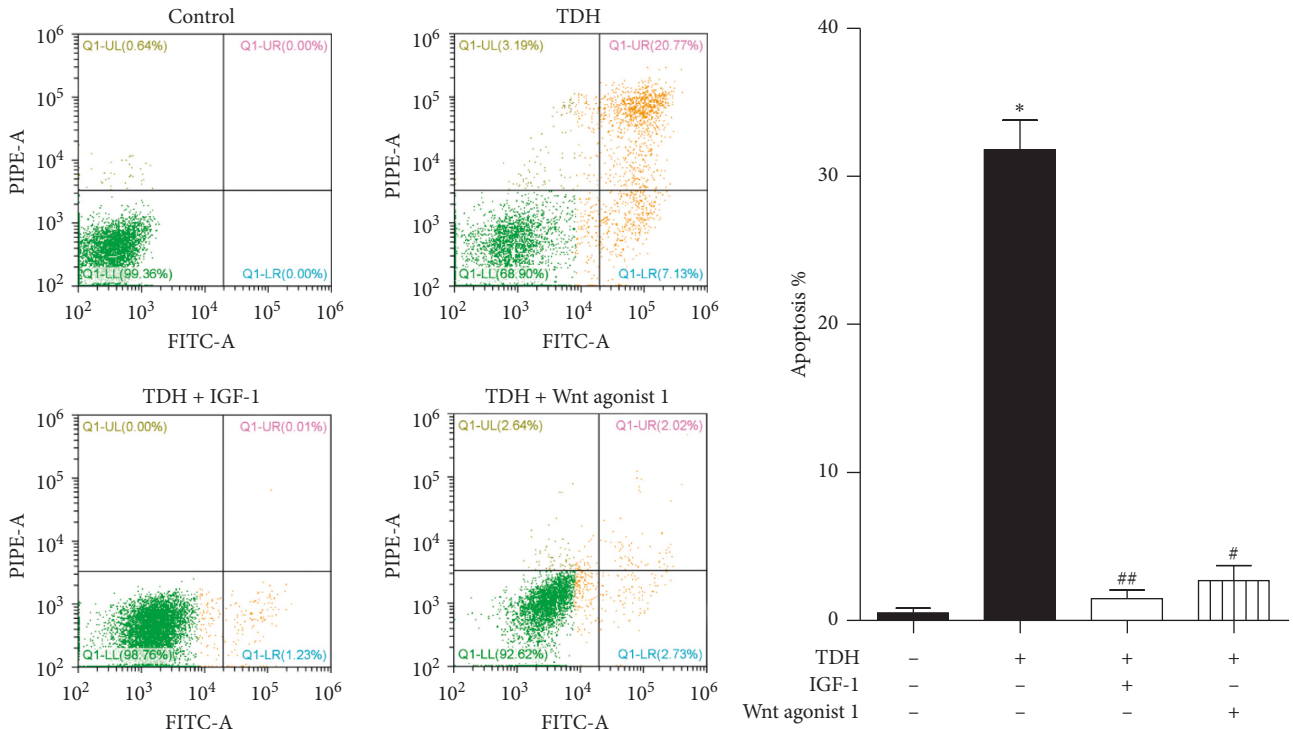 Control
10^6
10^5
10^4
10^3
10^2
PIPE-A
Q1-UL(0.64%)
Q1-UR(0.00%)
Q1-LL(99.36%)
Q1-LR(0.00%)
10^2 10^3 10^4 10^5 10^6
FITC-A
TDH
10^6
10^5
10^4
10^3
10^2
PIPE-A
Q1-UL(3.19%)
Q1-UR(20.77%)
Q1-LL(68.90%)
Q1-LR(7.13%)
10^2 10^3 10^4 10^5 10^6
FITC-A
TDH + IGF-1
10^6
10^5
10^4
10^3
10^2
PIPE-A
Q1-UL(0.00%)
Q1-UR(0.01%)
Q1-LL(98.76%)
Q1-LR(1.23%)
10^2 10^3 10^4 10^5 10^6
FITC-A
TDH + Wnt agonist 1
10^6
10^5
10^4
10^3
10^2
PIPE-A
Q1-UL(2.64%)
Q1-UR(2.02%)
Q1-LL(92.62%)
Q1-LR(2.73%)
10^2 10^3 10^4 10^5 10^6
FITC-A
40
30
20
10
0
Apoptosis %
*
##
#
TDH – + + +
IGF-1 – – + –
Wnt agonist 1 – – – +